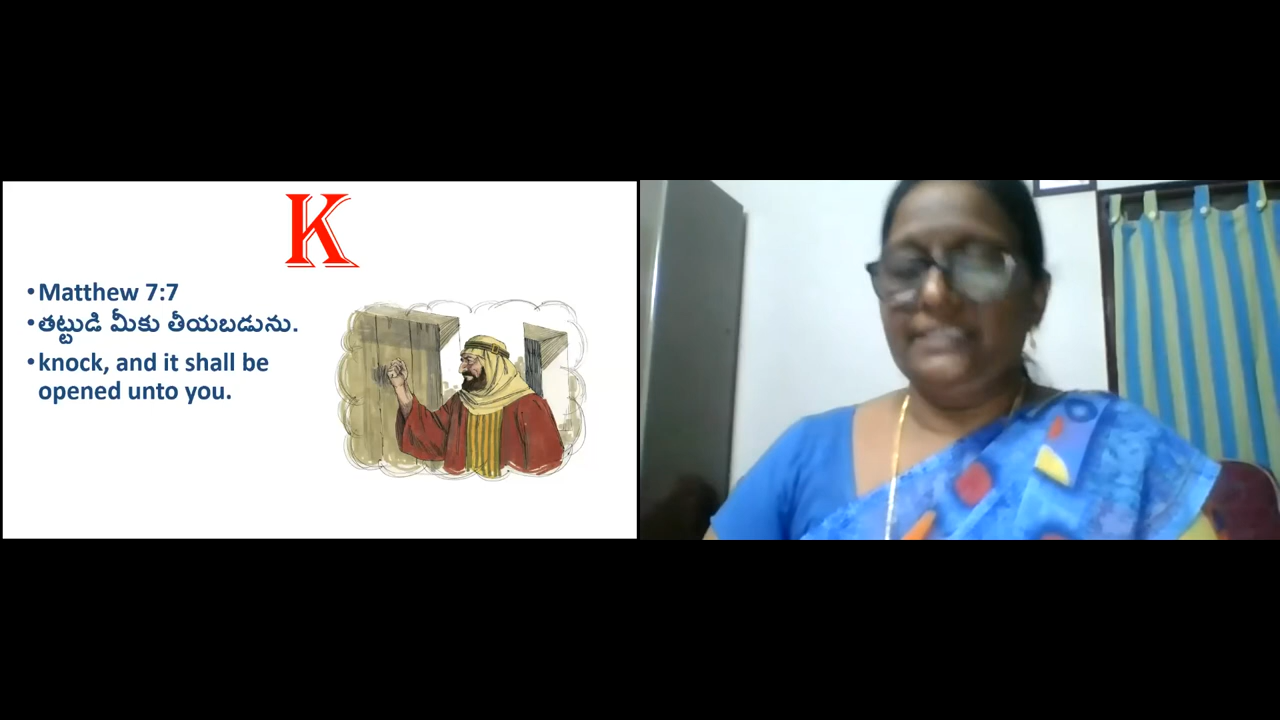 K
•Matthew 7:7
•తట్టుడి మీకు తీయబడును.
•knock, and it shall be
opened unto you.